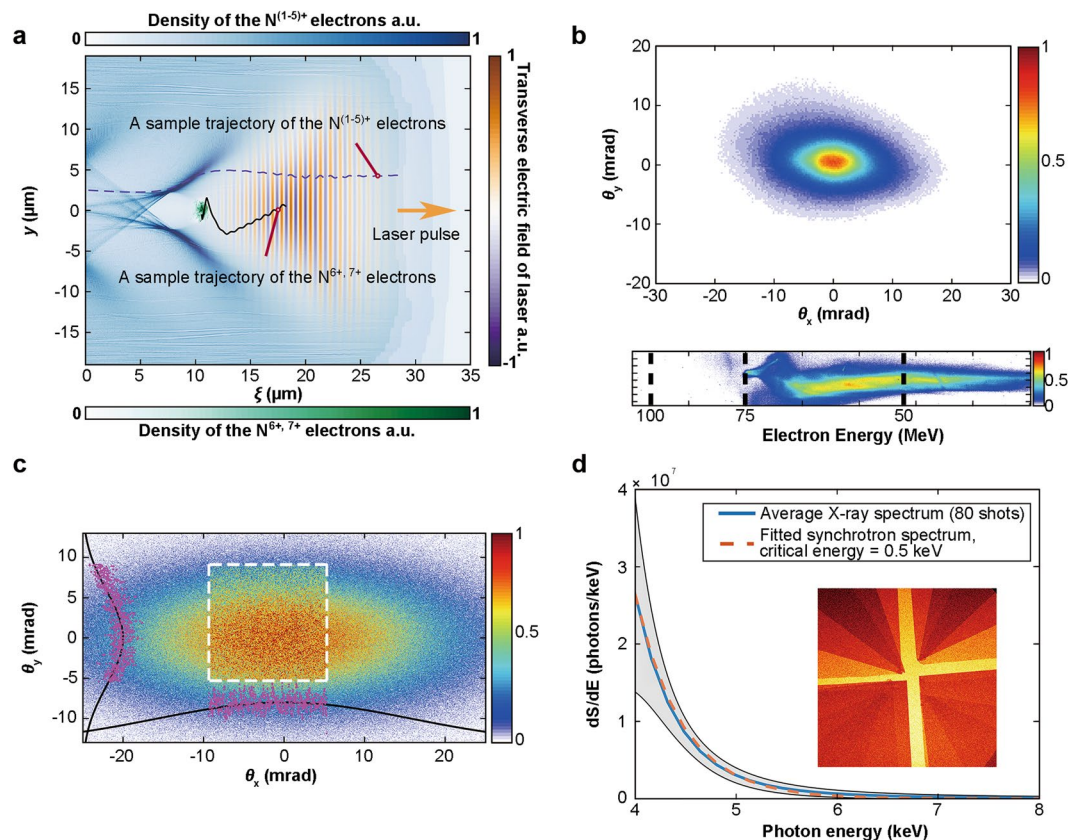 a
Density of the N(1-5)+ electrons a.u.
0 1
15
10
5
0
-5
-10
-15
y (µm)
A sample trajectory of the N(1-5)+ electrons
Laser pulse
A sample trajectory of the N6+, 7+ electrons
0 5 10 15 20 25 30 35
ξ (µm)
1
-1
Transverse electric field of laser a.u.
0 1
Density of the N6+, 7+ electrons a.u.
b
20
10
0
-10
-20
θy (mrad)
-30 -20 -10 0 10 20 30
θx (mrad)
1
0.5
0
100 75 50
Electron Energy (MeV)
1
0.5
0
c
10
5
0
-5
-10
θy (mrad)
-20 -10 0 10 20
θx (mrad)
1
0.5
0
d
× 10^7
4
3
2
1
0
dS/dE (photons/keV)
Average X-ray spectrum (80 shots)
Fitted synchrotron spectrum,
critical energy = 0.5 keV
4 5 6 7 8
Photon energy (keV)